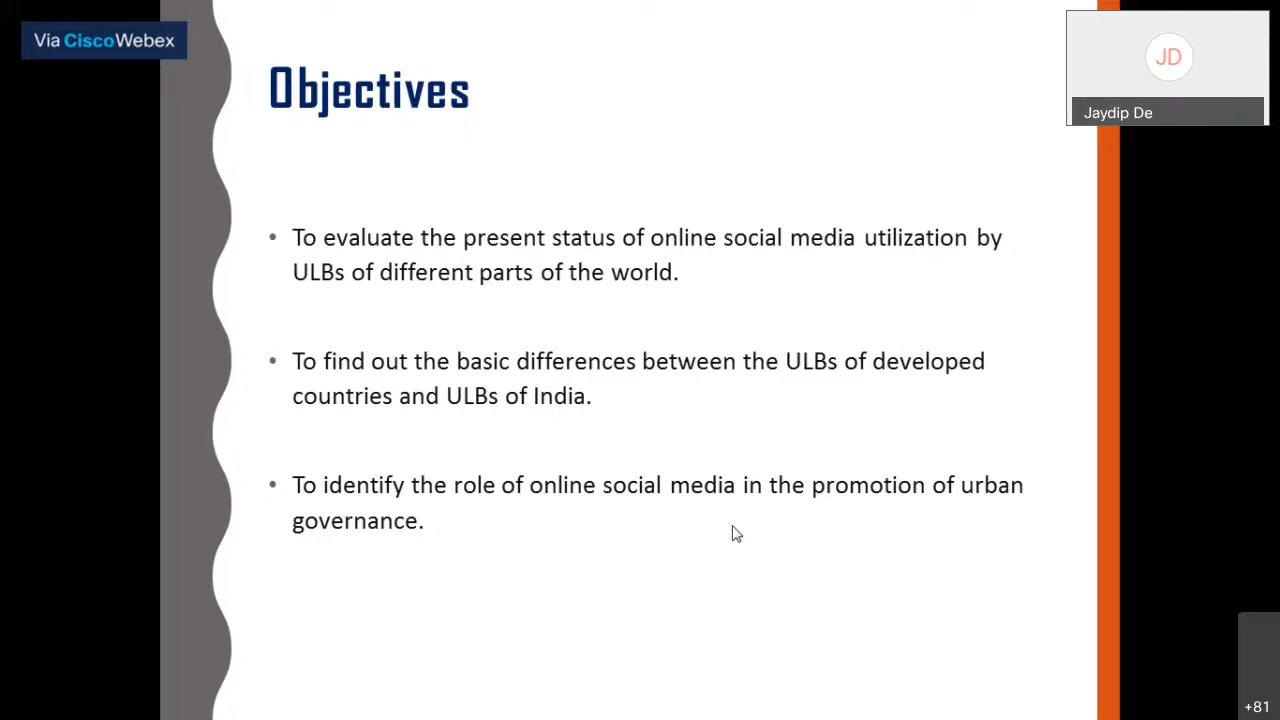 Via CiscoWebex
JD
Jaydip De
Objectives
• To evaluate the present status of online social media utilization by
ULBs of different parts of the world.
• To find out the basic differences between the ULBs of developed
countries and ULBs of India.
• To identify the role of online social media in the promotion of urban
governance.
+81